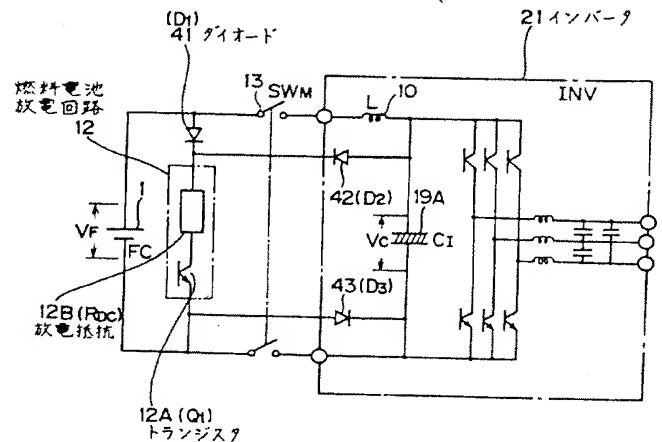 (D1)
41 ダイオード
21 インバータ
燃料電池
放電回路
12
13
SWM
L
10
INV
1
VF
FC
42(D2)
19A
VC
CI
43(D3)
12B(RDC)
放電抵抗
12A(Q1)
トランジスタ